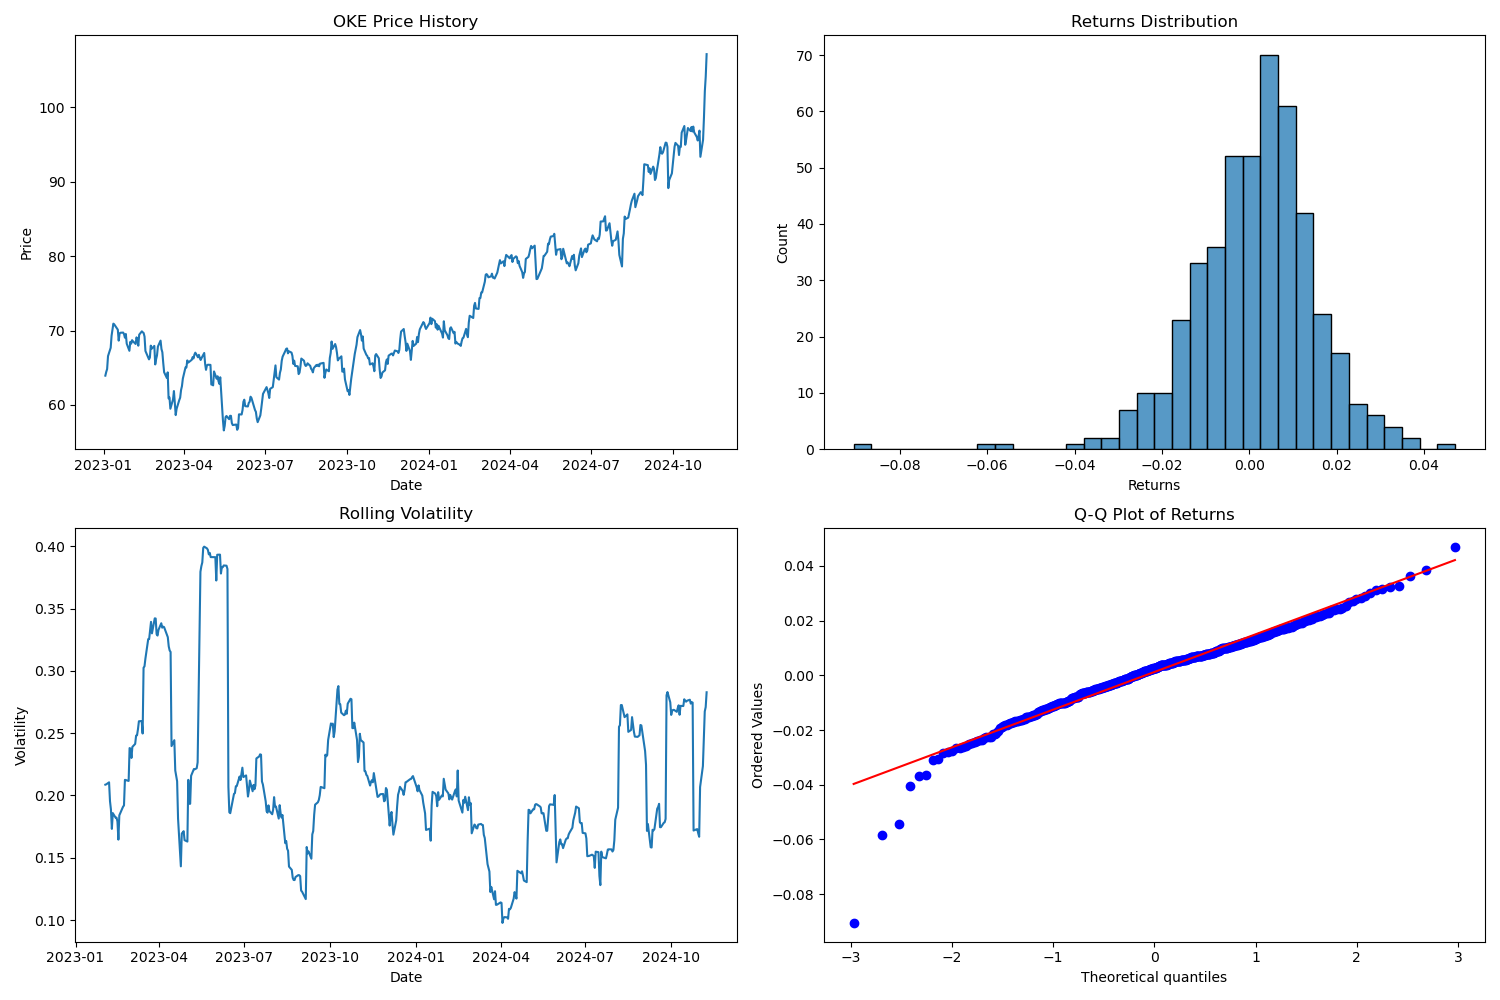 OKE Price History
Price
100
90
80
70
60
2023-01 2023-04 2023-07 2023-10 2024-01 2024-04 2024-07 2024-10
Date
Returns Distribution
Count
70
60
50
40
30
20
10
0
−0.08 −0.06 −0.04 −0.02 0.00 0.02 0.04
Returns
Rolling Volatility
Volatility
0.40
0.35
0.30
0.25
0.20
0.15
0.10
2023-01 2023-04 2023-07 2023-10 2024-01 2024-04 2024-07 2024-10
Date
Q-Q Plot of Returns
Ordered Values
0.04
0.02
0.00
−0.02
−0.04
−0.06
−0.08
−3 −2 −1 0 1 2 3
Theoretical quantiles